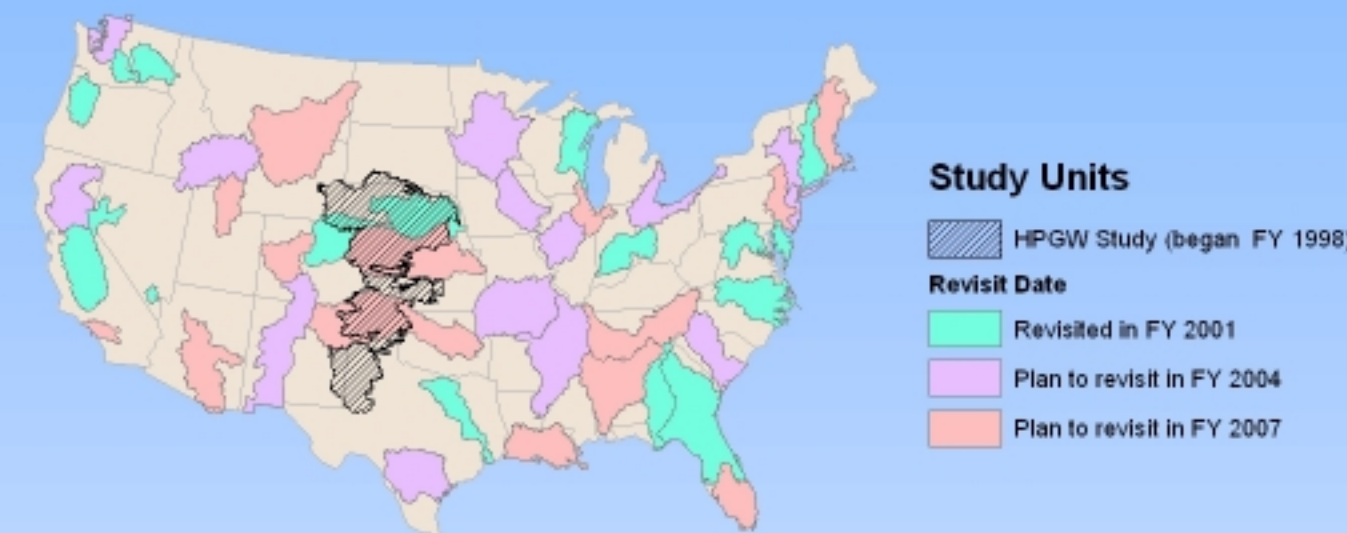 Study Units
HPGW Study (began FY 1998)
Revisit Date
Revisited in FY 2001
Plan to revisit in FY 2004
Plan to revisit in FY 2007